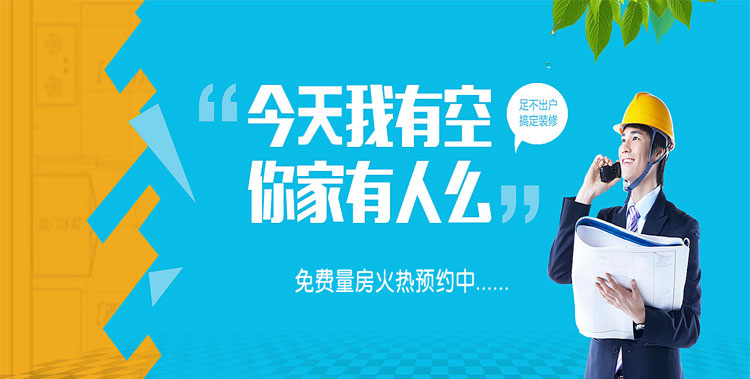 “今天我有空
你家有人么”
足不出户
搞定装修
免费量房火热预约中......